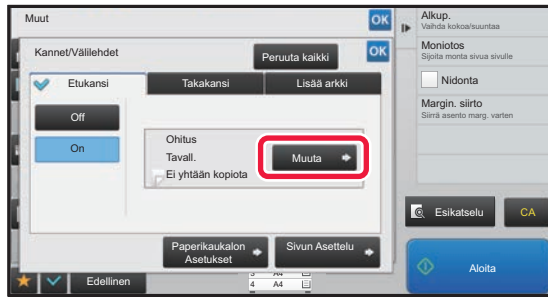 Muut
OK
Kannet/Välilehdet
Peruuta kaikki
OK
Etukansi
Takakansi
Lisää arkki
Off
On
Ohitus
Tavall.
Ei yhtään kopiota
Muuta
Paperikaukalon
Asetukset
Sivun Asettelu
Edellinen
A4
4 A4
Alkup.
Vaihda kokoa/suuntaa
Moniotos
Sijoita monta sivua sivulle
Nidonta
Margin. siirto
Siirrä asento marg. varten
Esikatselu
CA
Aloita